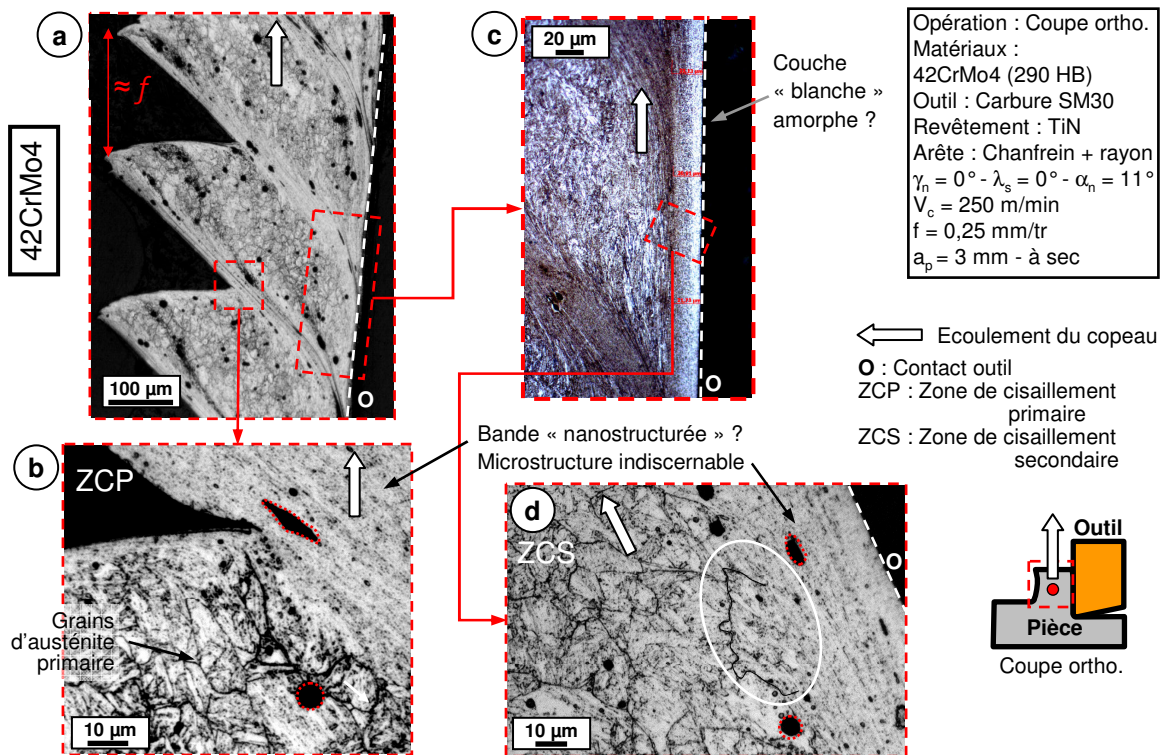 42CrMo4
a
≈ f
100 µm
O
c
20 µm
O
Couche
« blanche »
amorphe ?
Opération : Coupe ortho.
Matériaux :
42CrMo4 (290 HB)
Outil : Carbure SM30
Revêtement : TiN
Arête : Chanfrein + rayon
γn = 0° - λs = 0° - αn = 11°
Vc = 250 m/min
f = 0,25 mm/tr
ap = 3 mm - à sec
Ecoulement du copeau
O : Contact outil
ZCP : Zone de cisaillement
primaire
ZCS : Zone de cisaillement
secondaire
b
ZCP
Grains
d'austénite
primaire
10 µm
Bande « nanostructurée » ?
Microstructure indiscernable
d
ZCS
O
10 µm
Outil
Pièce
Coupe ortho.